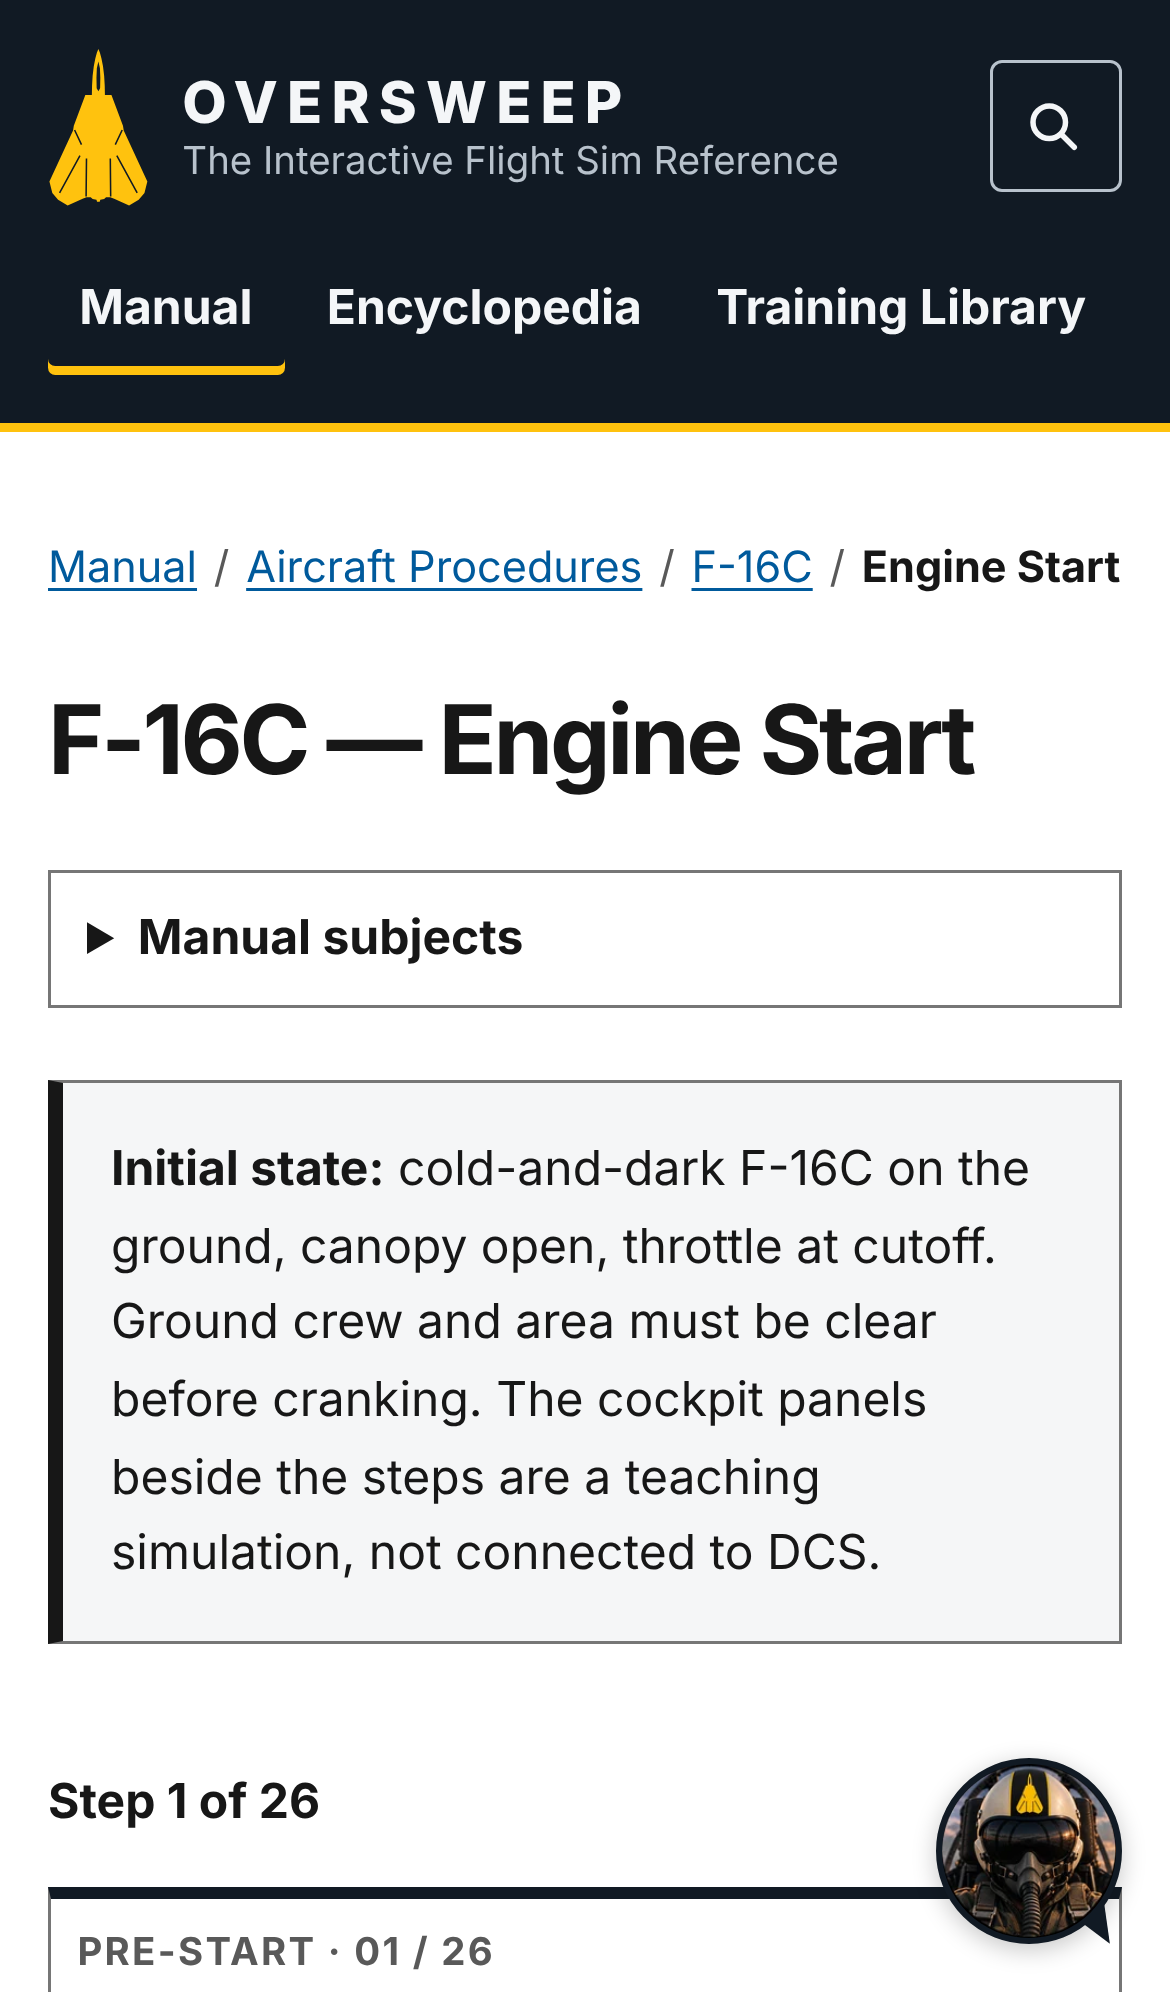 OVERSWEEP
The Interactive Flight Sim Reference
Manual Encyclopedia Training Library
Manual / Aircraft Procedures / F-16C / Engine Start
F-16C — Engine Start
Manual subjects
Initial state: cold-and-dark F-16C on the
ground, canopy open, throttle at cutoff.
Ground crew and area must be clear
before cranking. The cockpit panels
beside the steps are a teaching
simulation, not connected to DCS.
Step 1 of 26
PRE-START · 01 / 26